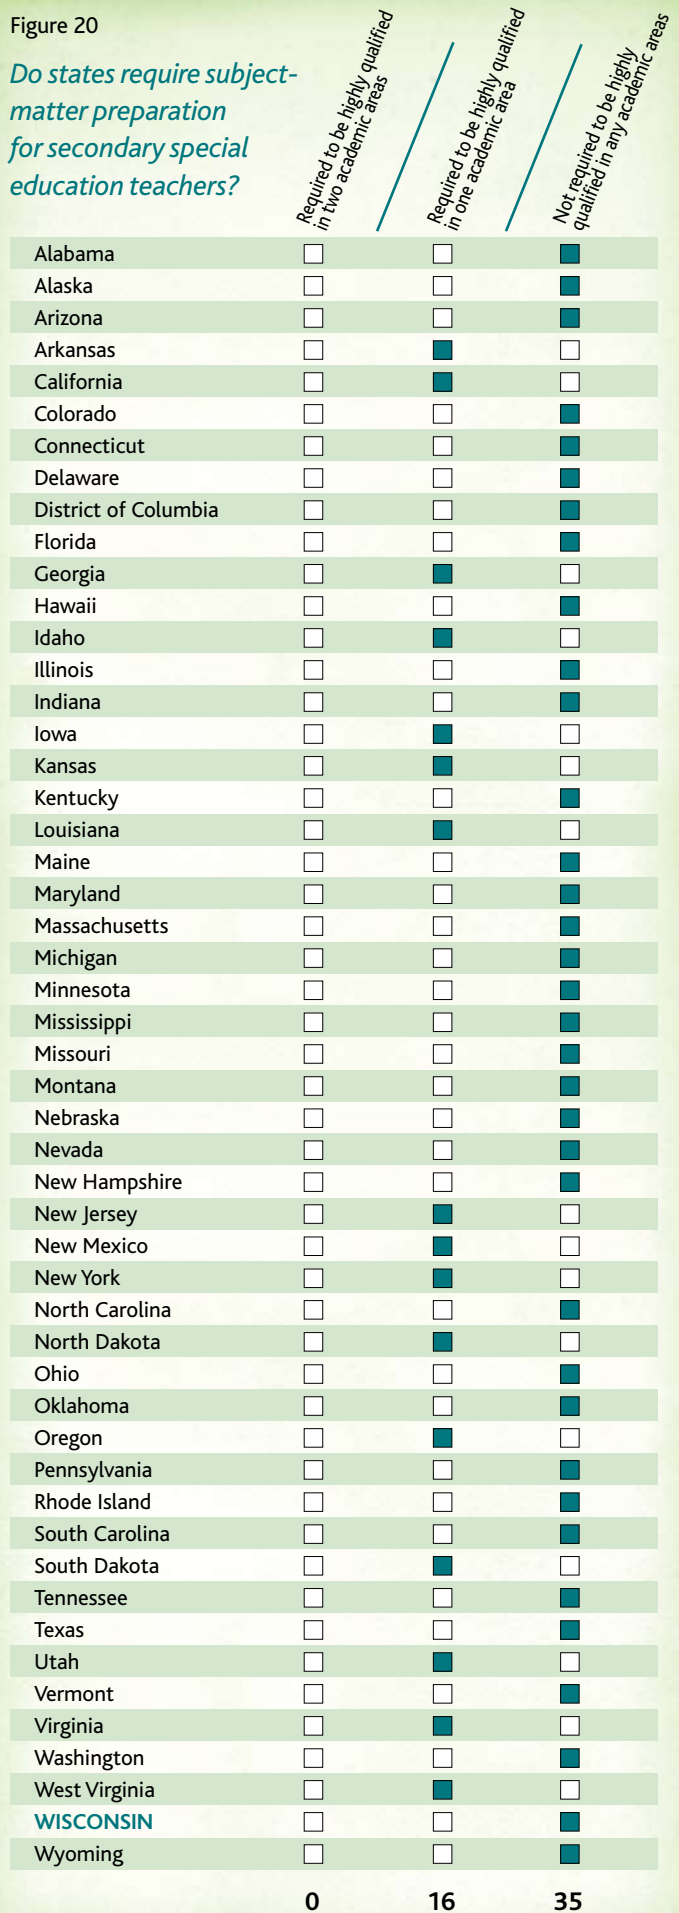 Figure 20
Do states require subject-
matter preparation
for secondary special
education teachers?
Required to be highly qualified
in two academic areas
Required to be highly qualified
in one academic area
Not required to be highly
qualified in any academic areas
Alabama
Alaska
Arizona
Arkansas
California
Colorado
Connecticut
Delaware
District of Columbia
Florida
Georgia
Hawaii
Idaho
Illinois
Indiana
Iowa
Kansas
Kentucky
Louisiana
Maine
Maryland
Massachusetts
Michigan
Minnesota
Mississippi
Missouri
Montana
Nebraska
Nevada
New Hampshire
New Jersey
New Mexico
New York
North Carolina
North Dakota
Ohio
Oklahoma
Oregon
Pennsylvania
Rhode Island
South Carolina
South Dakota
Tennessee
Texas
Utah
Vermont
Virginia
Washington
West Virginia
WISCONSIN
Wyoming
0 16 35